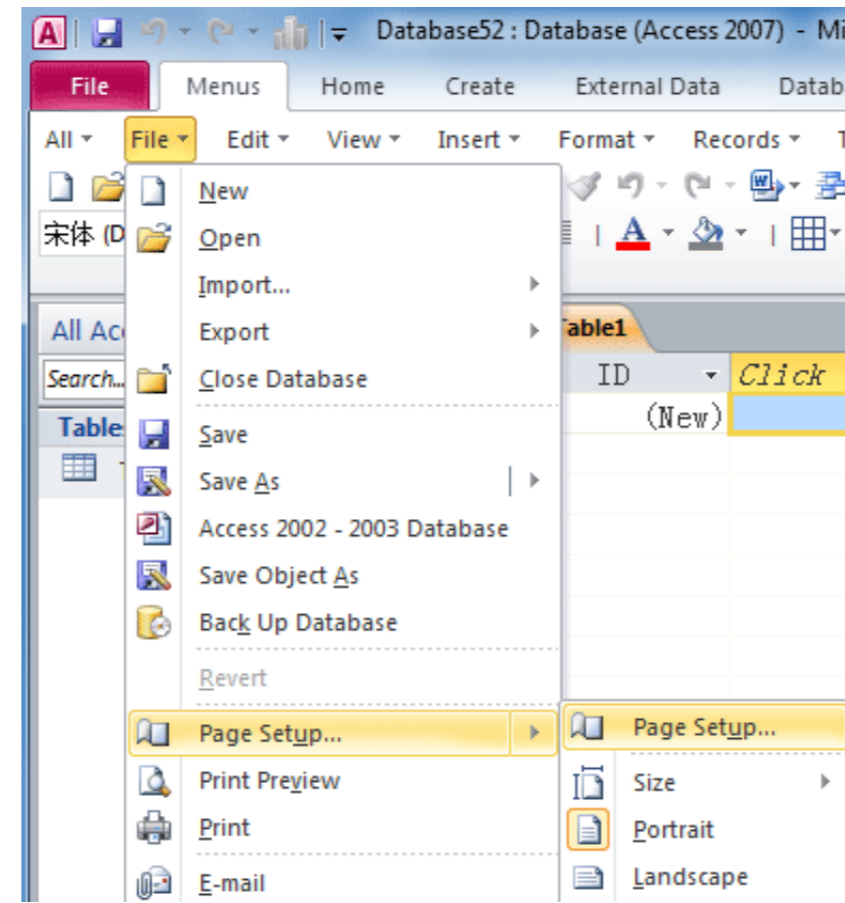 Database52 : Database (Access 2007) - Mi
File Menus Home Create External Data Datab
All File Edit View Insert Format Records T
宋体 (D
New
Open
Import...
Export
Close Database
Save
Save As
Access 2002 - 2003 Database
Save Object As
Back Up Database
Revert
Page Setup...
Print Preview
Print
E-mail
All Ac
Search...
Table
Table1
ID Click
(New)
Page Setup...
Size
Portrait
Landscape